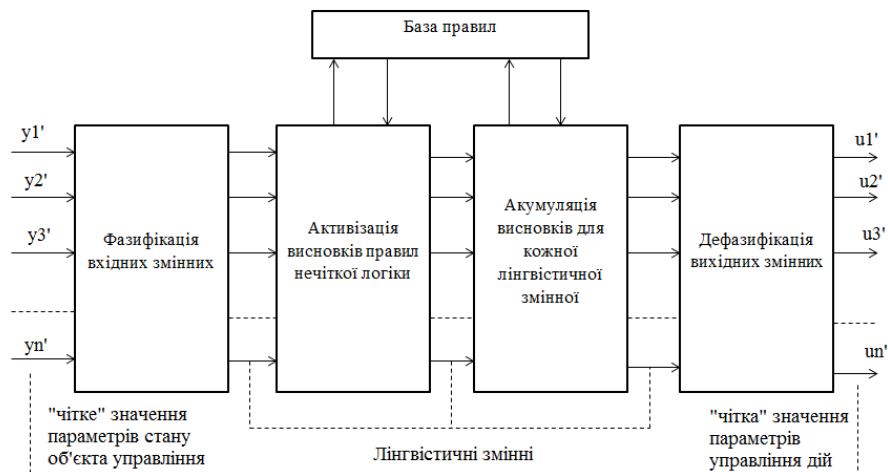 База правил
y1'
y2'
y3'
yn'
Фазифікація
вхідних змінних
Активізація
висновків правил
нечіткої логіки
Акумуляція
висновків для
кожної
лінгвістичної
змінної
Дефазифікація
вихідних змінних
u1'
u2'
u3'
un'
"чітке" значення
параметрів стану
об'єкта управління
Лінгвістичні змінні
"чітка" значення
параметрів
управління дій